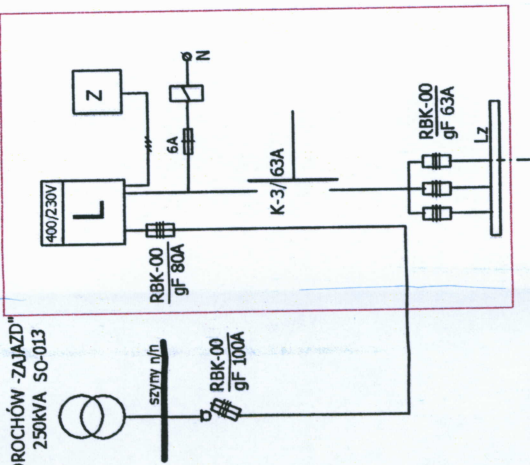 OROCHÓW -ZAJAZD"
250kVA SO-013
szyny n/n
RBK-00
gF 100A
400/230V
L
Z
RBK-00
gF 80A
6A
N
K-3/ 63A
RBK-00
gF 63A
Lz